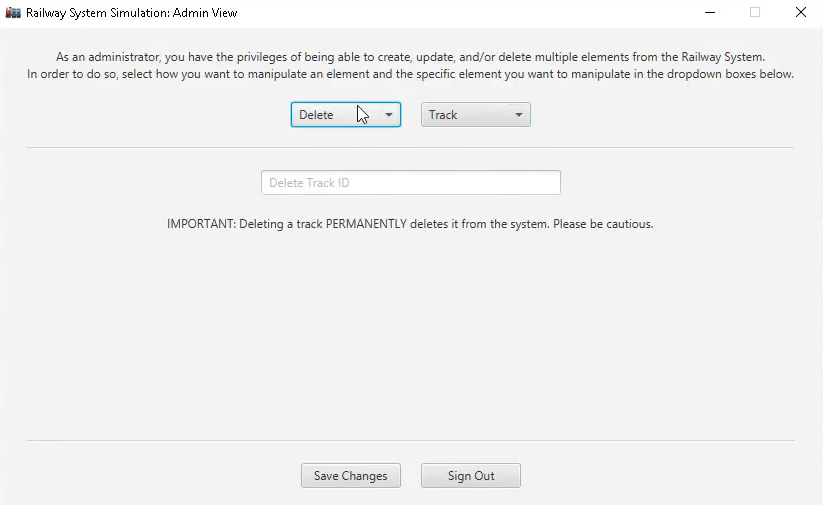 Railway System Simulation: Admin View
As an administrator, you have the privileges of being able to create, update, and/or delete multiple elements from the Railway System.
In order to do so, select how you want to manipulate an element and the specific element you want to manipulate in the dropdown boxes below.
Delete
Track
Delete Track ID
IMPORTANT: Deleting a track PERMANENTLY deletes it from the system. Please be cautious.
Save Changes
Sign Out